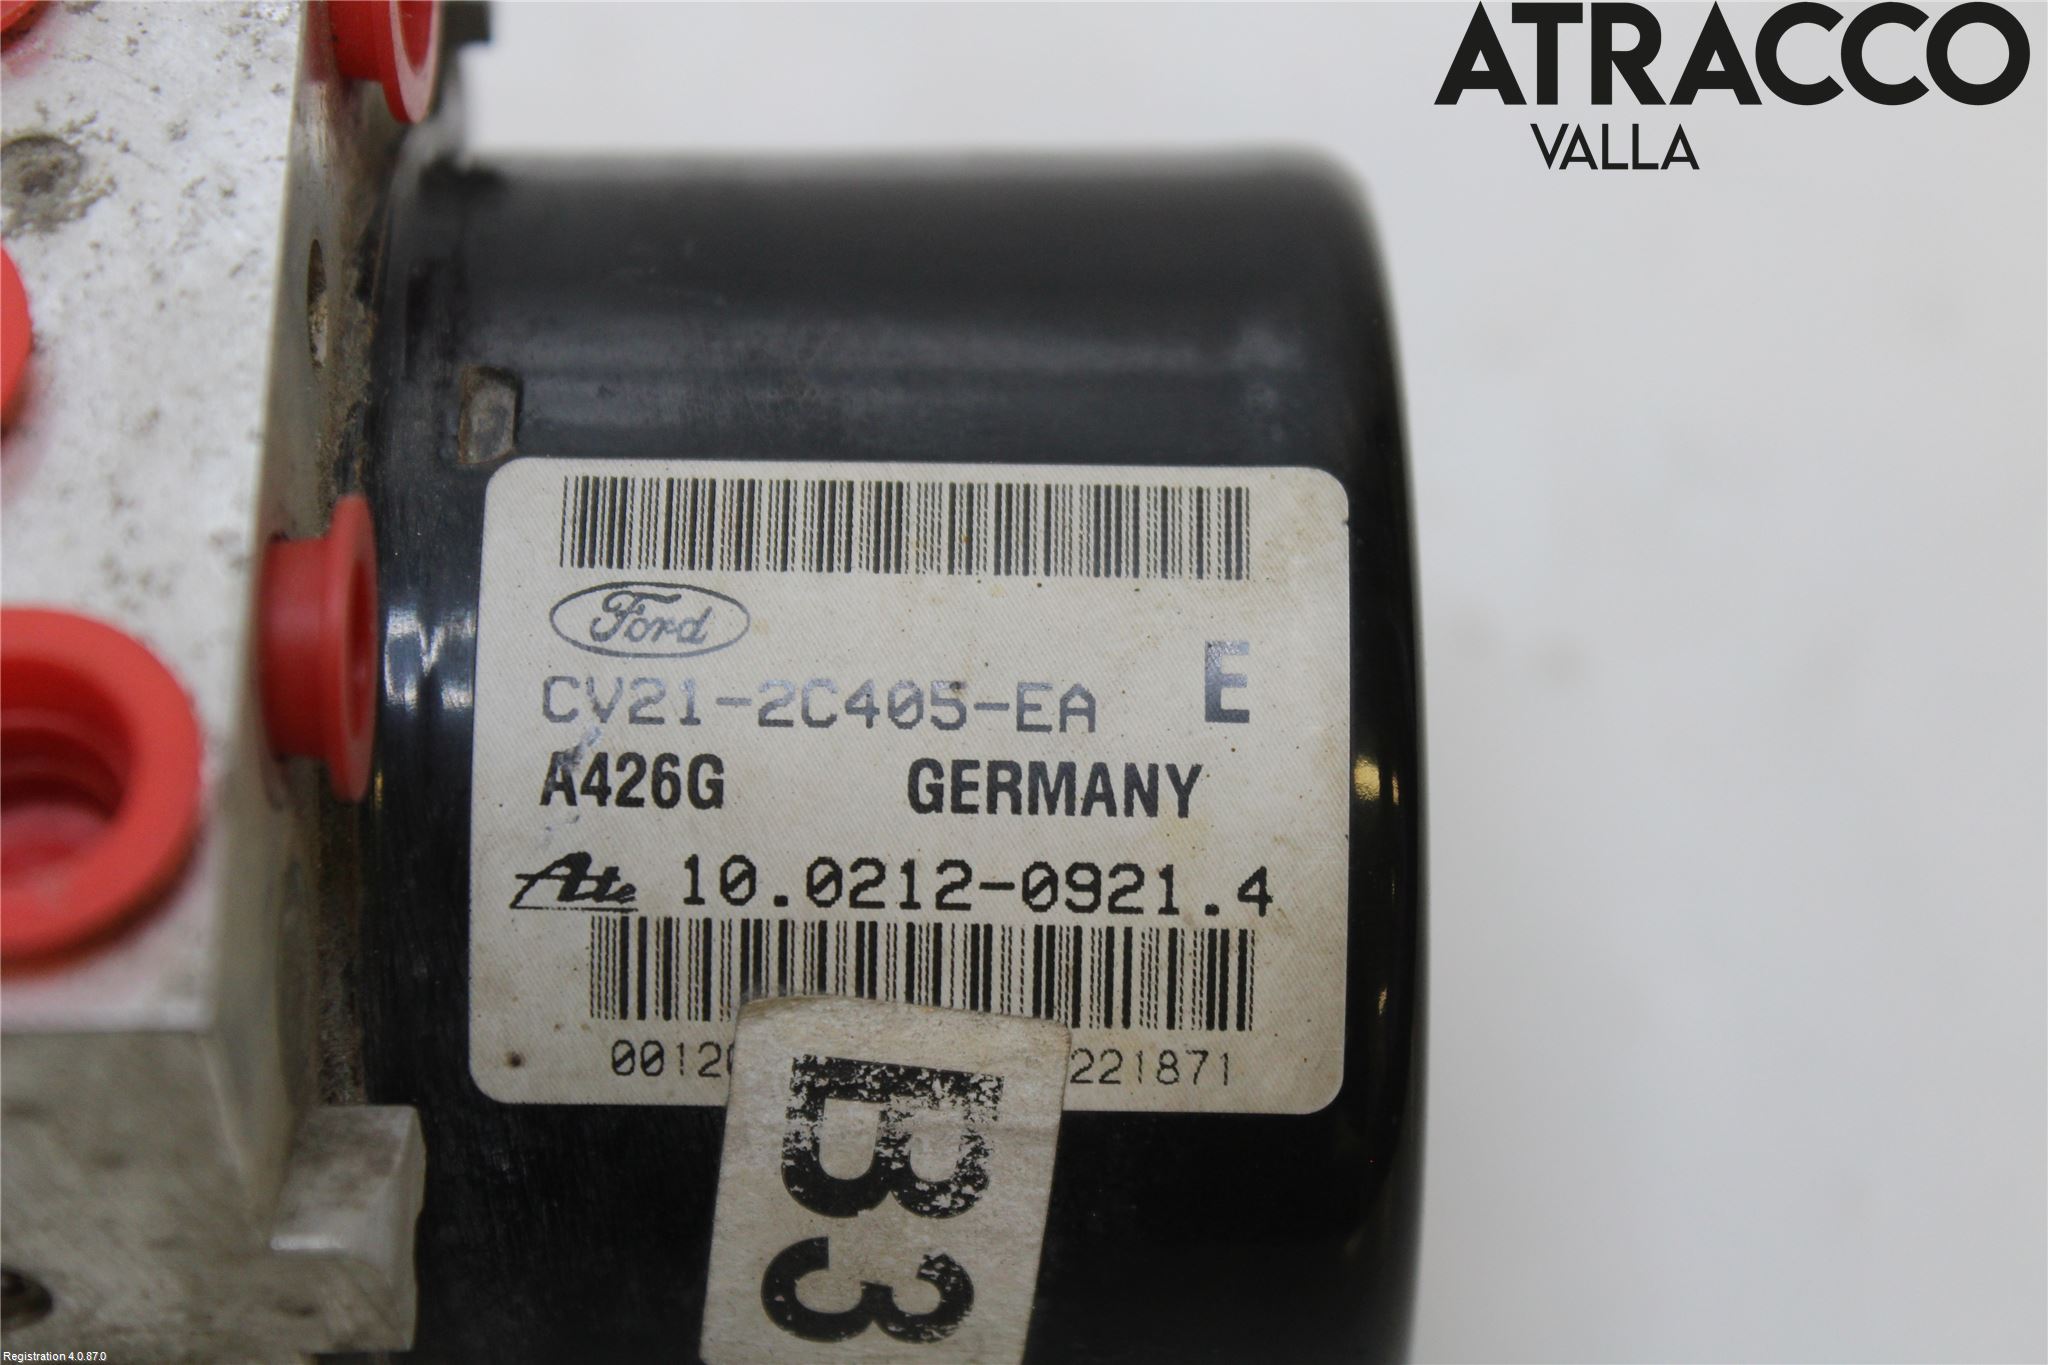 ATRACCO
VALLA
Ford
CV21-2C405-EA E
A426G GERMANY
Ate 10.0212-0921.4
B3
Registration 4.0.87.0